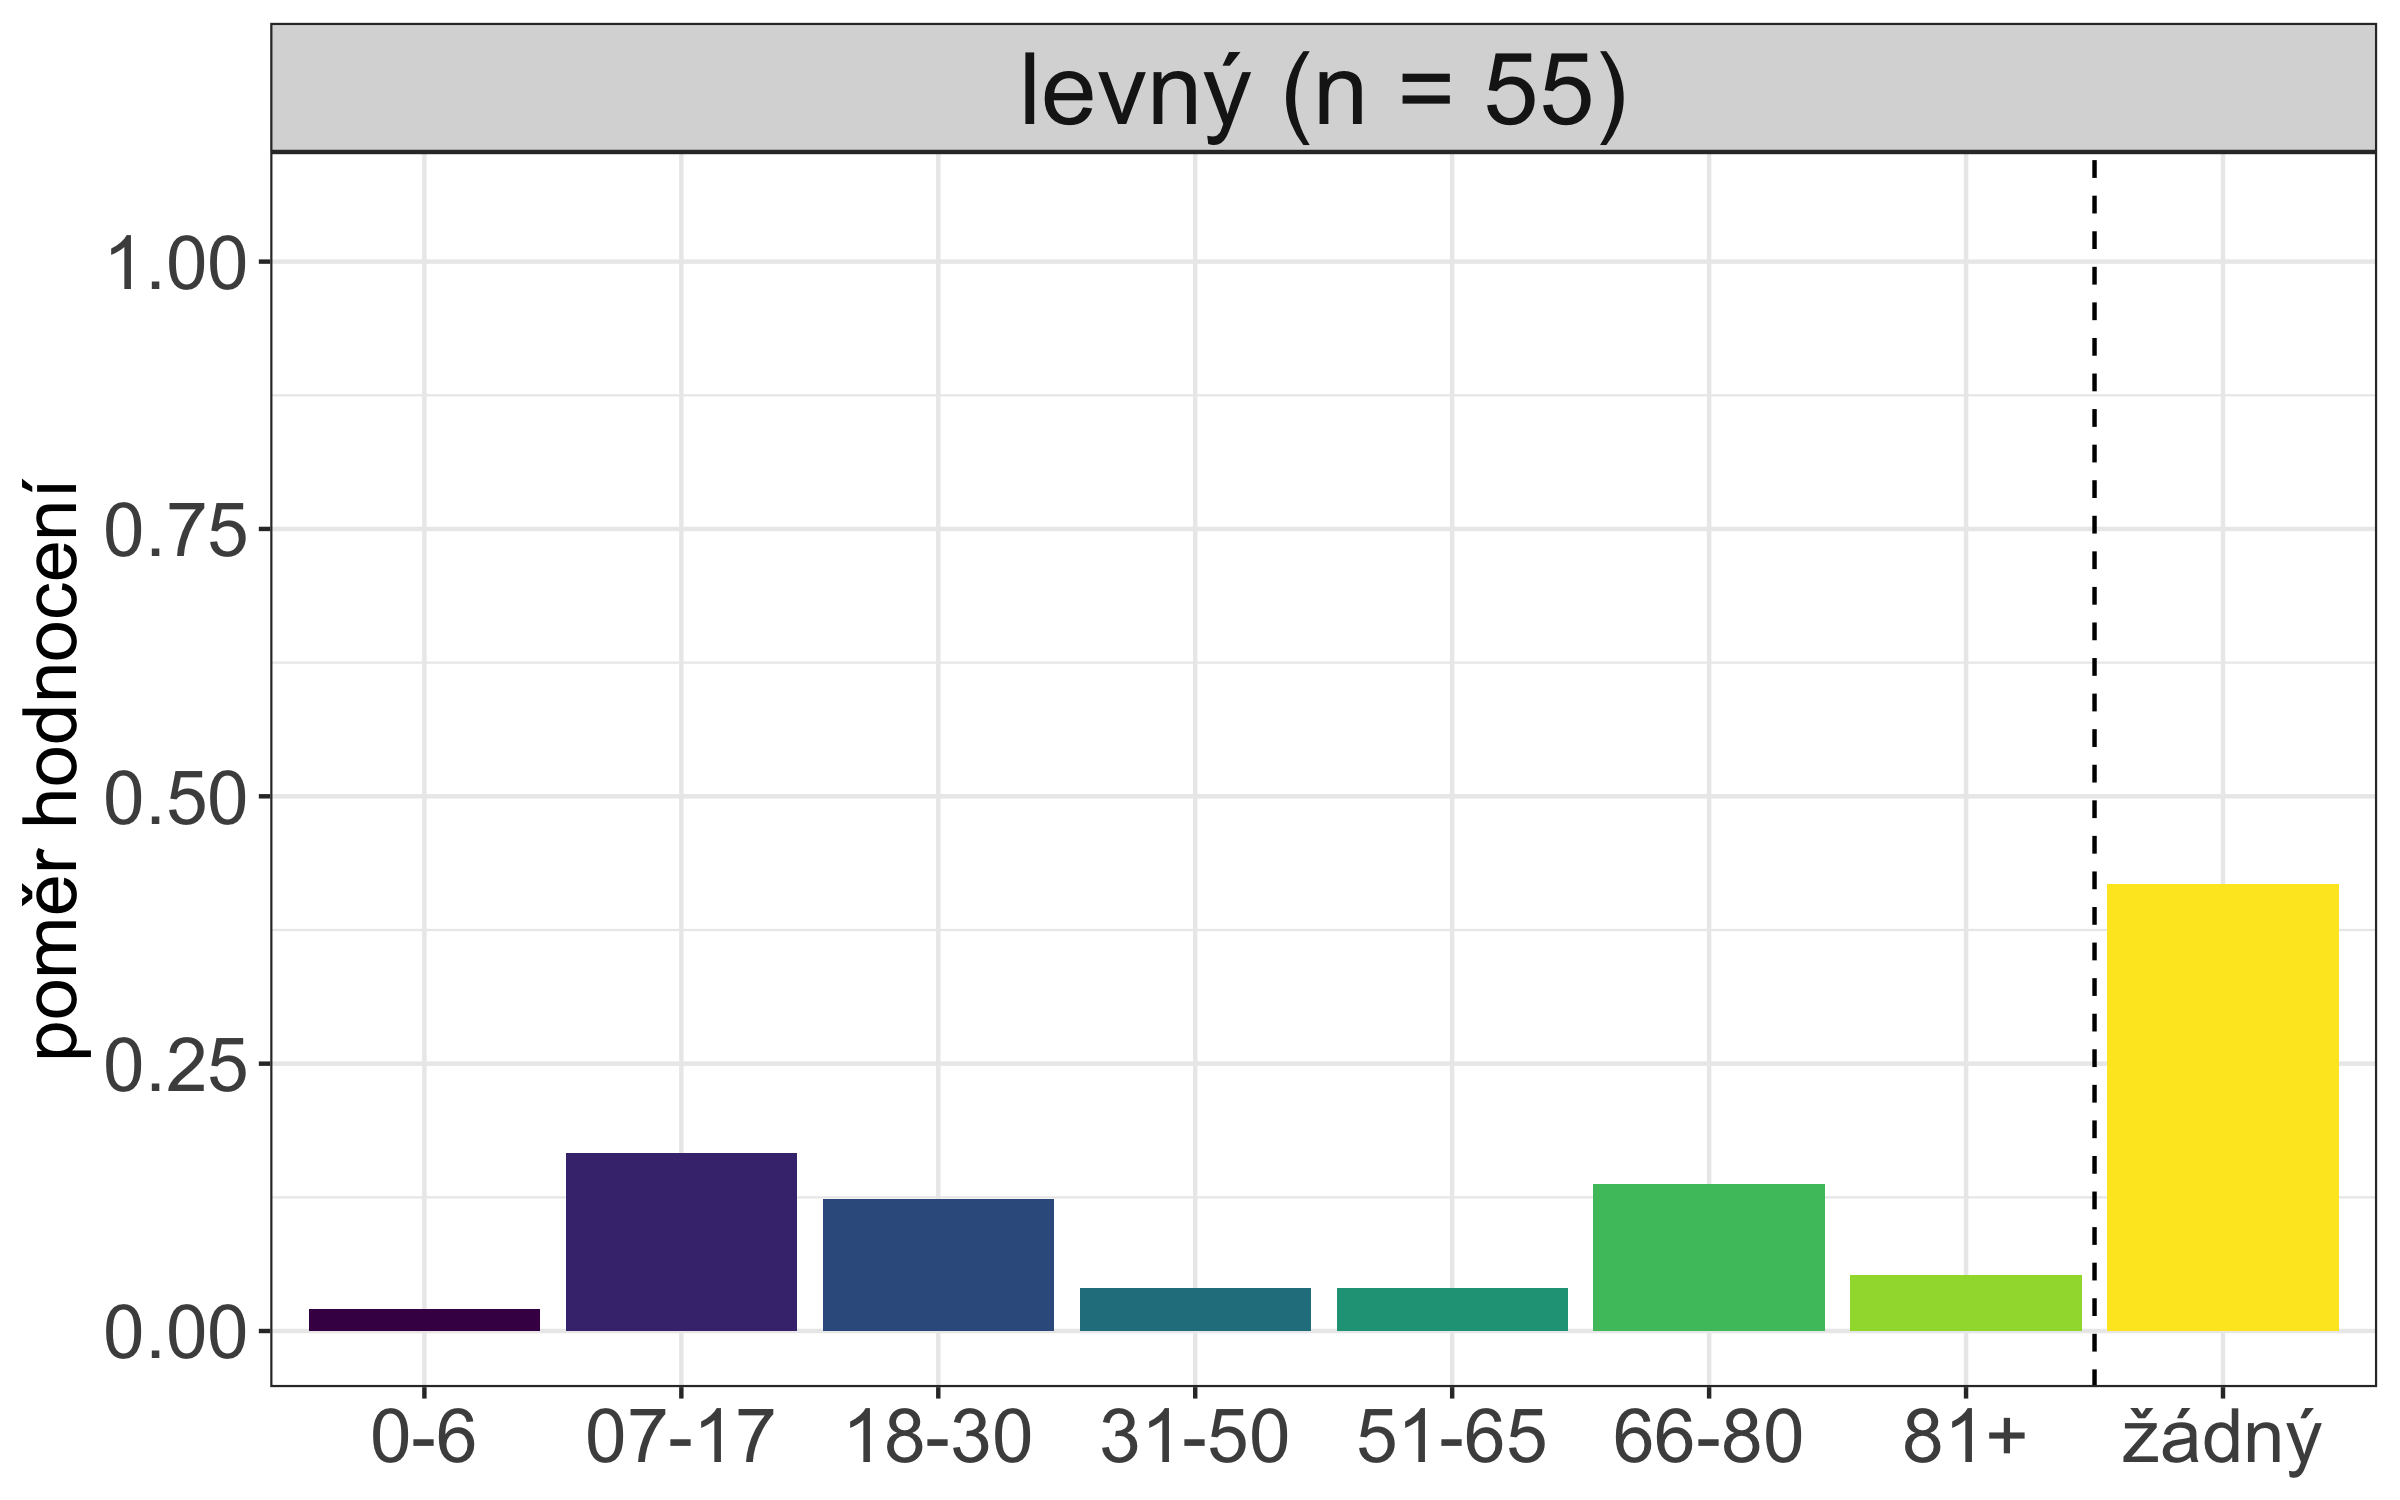 levný (n = 55)
poměr hodnocení
1.00
0.75
0.50
0.25
0.00
0-6 07-17 18-30 31-50 51-65 66-80 81+ žádný